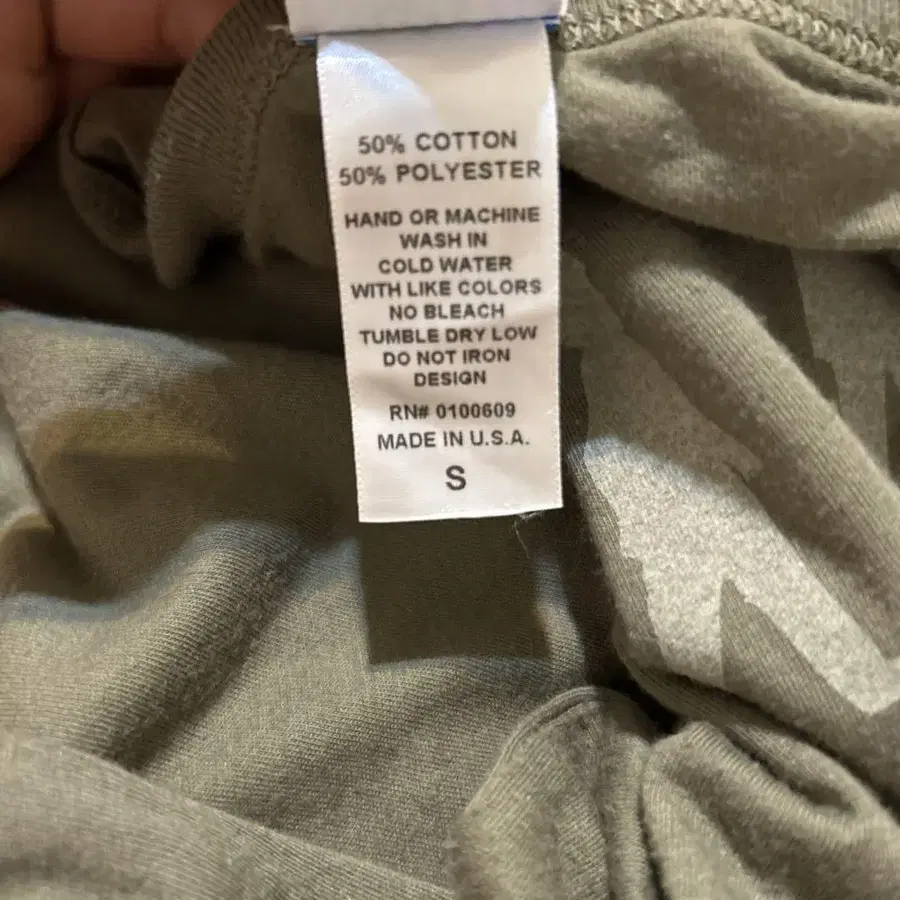 50% COTTON
50% POLYESTER
HAND OR MACHINE
WASH IN
COLD WATER
WITH LIKE COLORS
NO BLEACH
TUMBLE DRY LOW
DO NOT IRON
DESIGN
RN# 0100609
MADE IN U.S.A.
S